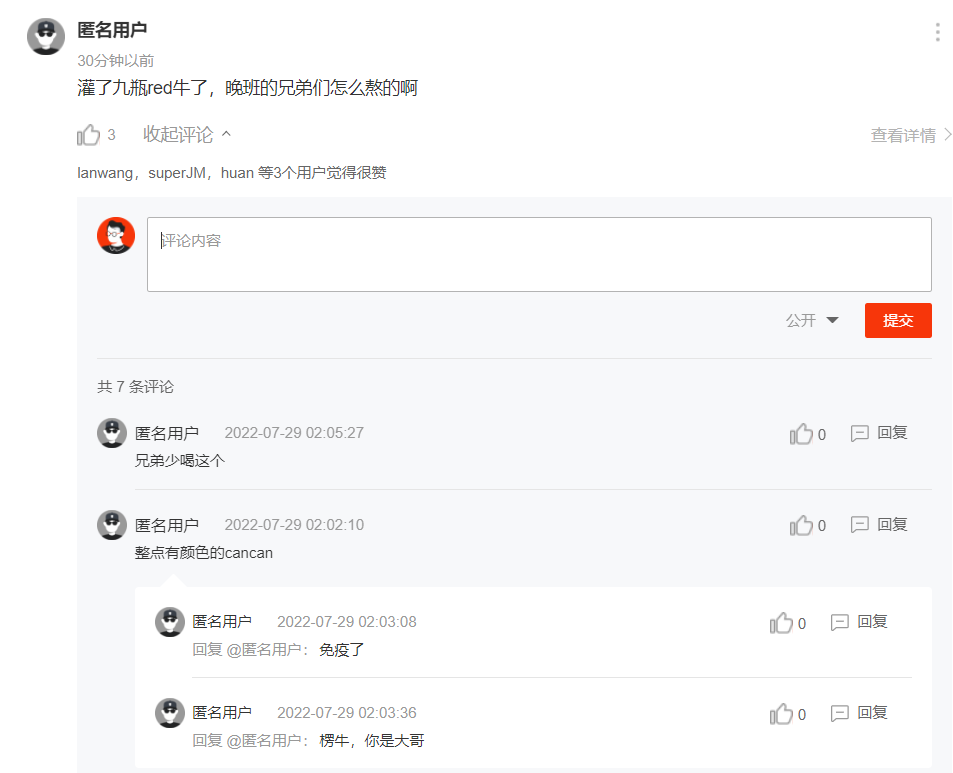 匿名用户
30分钟以前
灌了九瓶red牛了，晚班的兄弟们怎么熬的啊
3 收起评论 查看详情
lanwang，superJM，huan 等3个用户觉得很赞
评论内容
公开 提交
共 7 条评论
匿名用户 2022-07-29 02:05:27 0 回复
兄弟少喝这个
匿名用户 2022-07-29 02:02:10 0 回复
整点有颜色的cancan
匿名用户 2022-07-29 02:03:08 0 回复
回复 @匿名用户： 免疫了
匿名用户 2022-07-29 02:03:36 0 回复
回复 @匿名用户： 楞牛，你是大哥